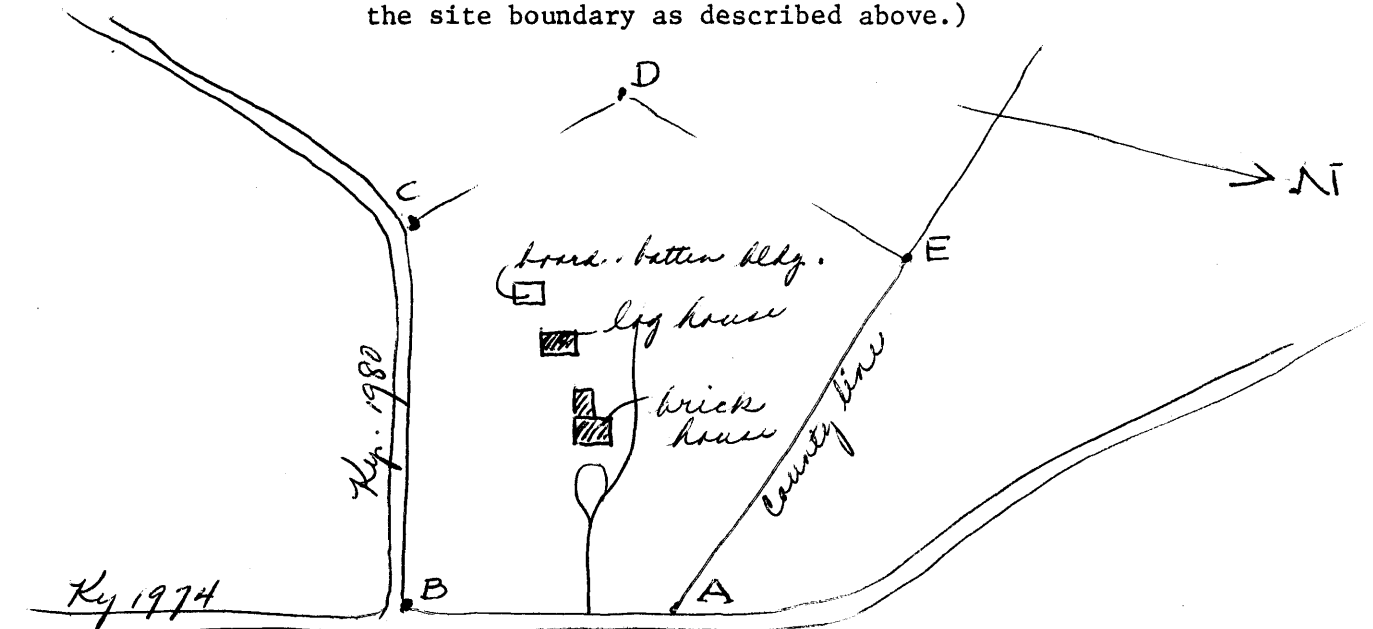 the site boundary as described above.)
D
N
C
E
board + batten bldg.
log house
Ky. 1980
brick
house
county line
Ky 1974
B
A